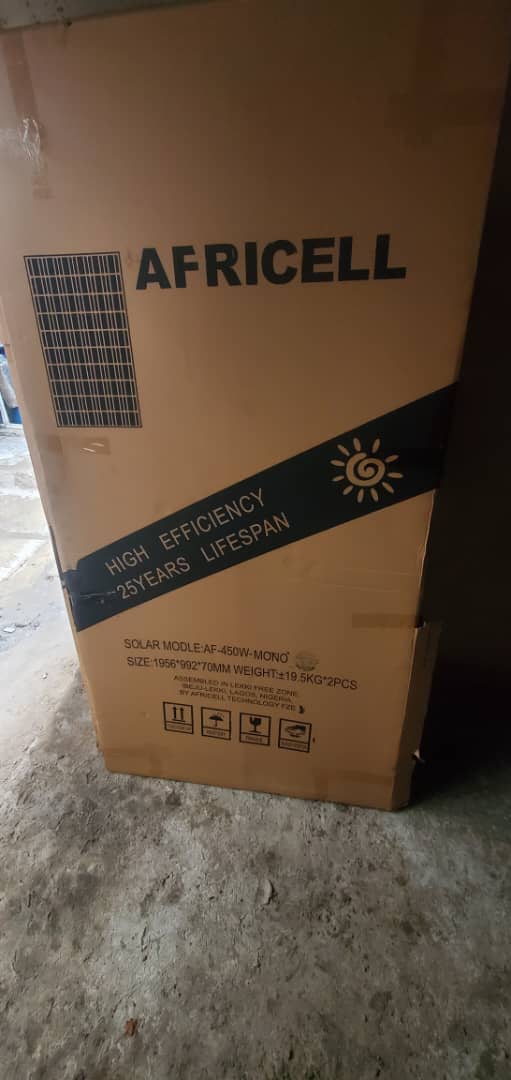 AFRICELL
HIGH EFFICIENCY
25YEARS LIFESPAN
SOLAR MODLE:AF-450W-MONO
SIZE:1956*992*70MM WEIGHT:±19.5KG*2PCS
ASSEMBLED IN LEKKI FREE ZONE,
IBEJU-LEKKI, LAGOS, NIGERIA.
BY AFRICELL TECHNOLOGY FZE